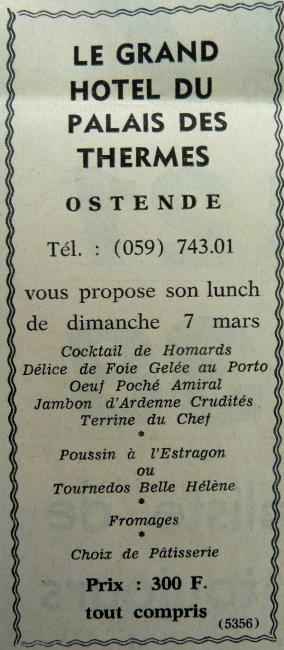 LE GRAND
HOTEL DU
PALAIS DES
THERMES
OSTENDE
Tél. : (059) 743.01
vous propose son lunch
de dimanche 7 mars
Cocktail de Homards
Délice de Foie Gelée au Porto
Oeuf Poché Amiral
Jambon d'Ardenne Crudités
Terrine du Chef
*
Poussin à l'Estragon
ou
Tournedos Belle Hélène
*
Fromages
*
Choix de Pâtisserie
Prix : 300 F.
tout compris
(5356)